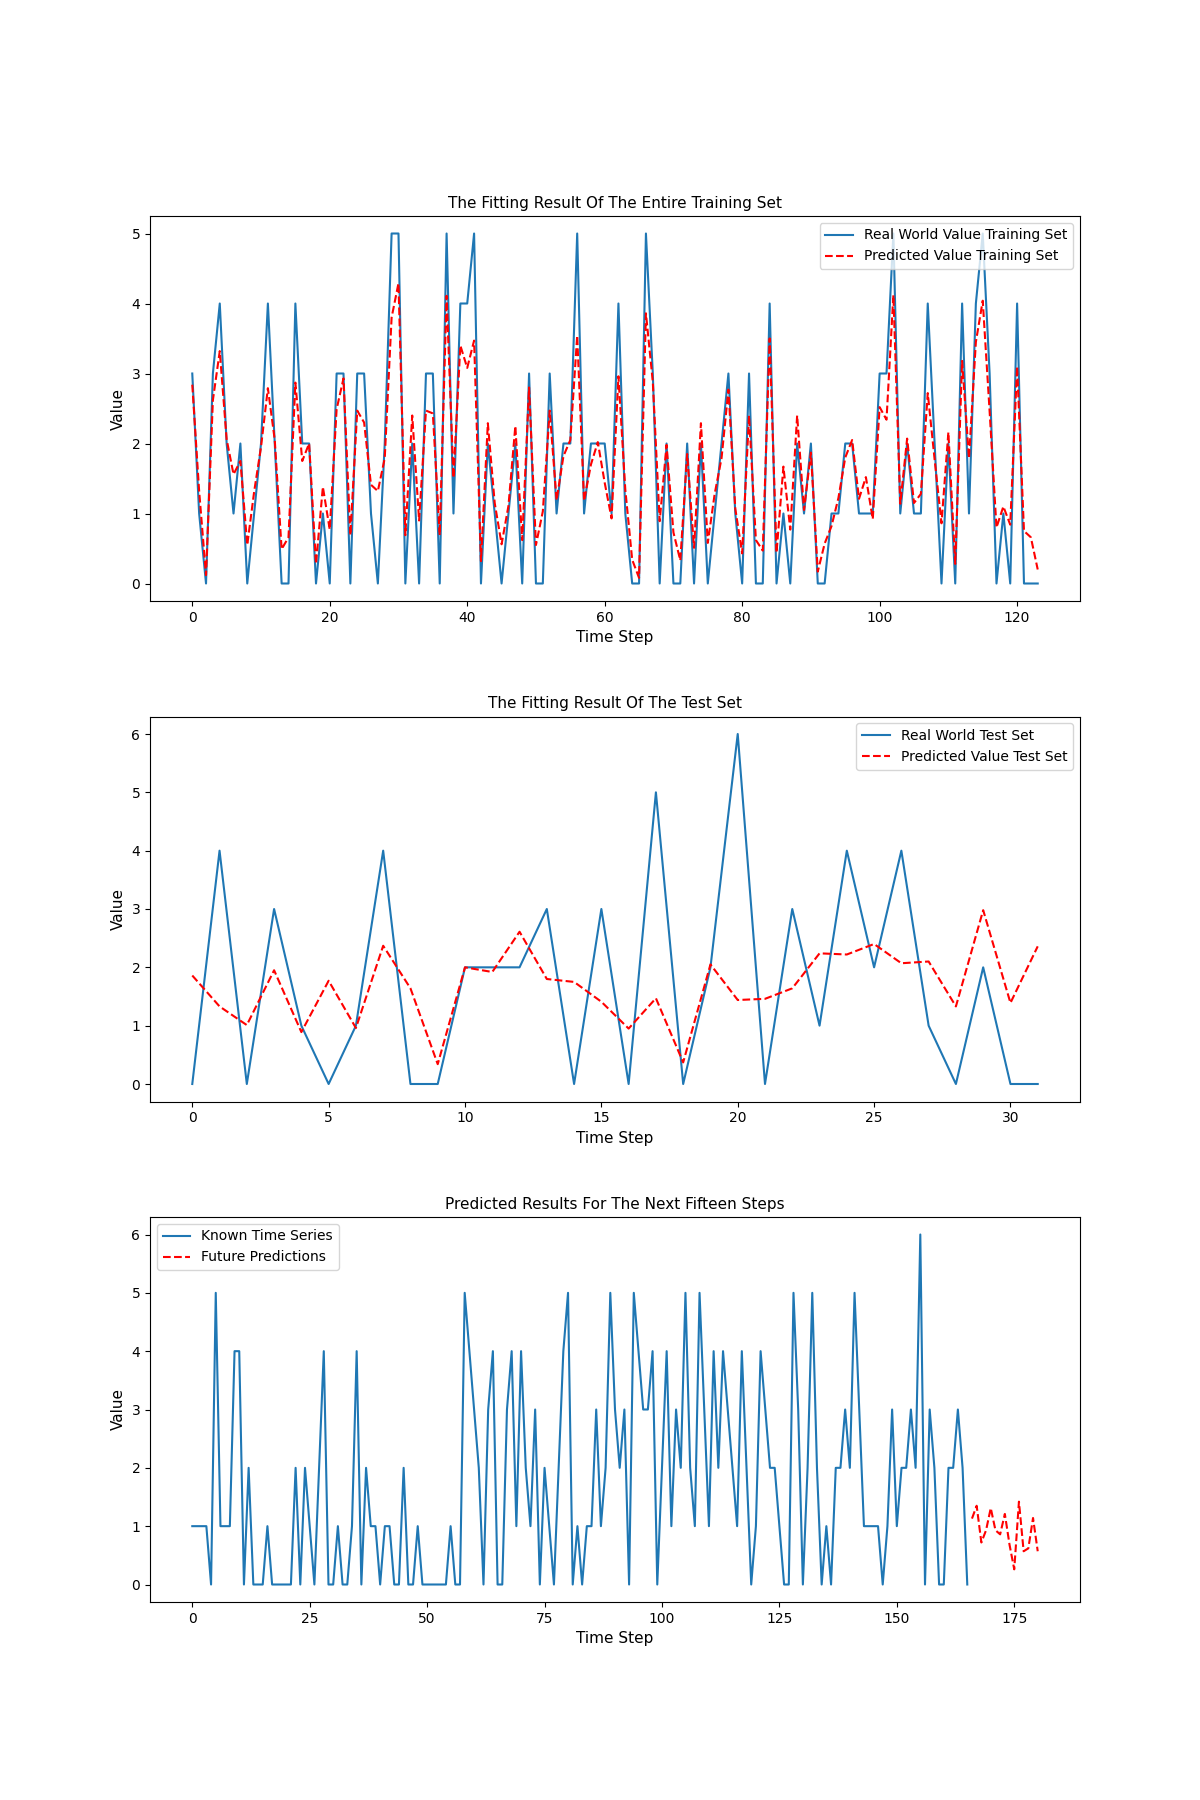 The Fitting Result Of The Entire Training Set
Real World Value Training Set
Predicted Value Training Set
5
4
3
2
1
0
Value
0 20 40 60 80 100 120
Time Step
The Fitting Result Of The Test Set
Real World Test Set
Predicted Value Test Set
6
5
4
3
2
1
0
Value
0 5 10 15 20 25 30
Time Step
Predicted Results For The Next Fifteen Steps
Known Time Series
Future Predictions
6
5
4
3
2
1
0
Value
0 25 50 75 100 125 150 175
Time Step